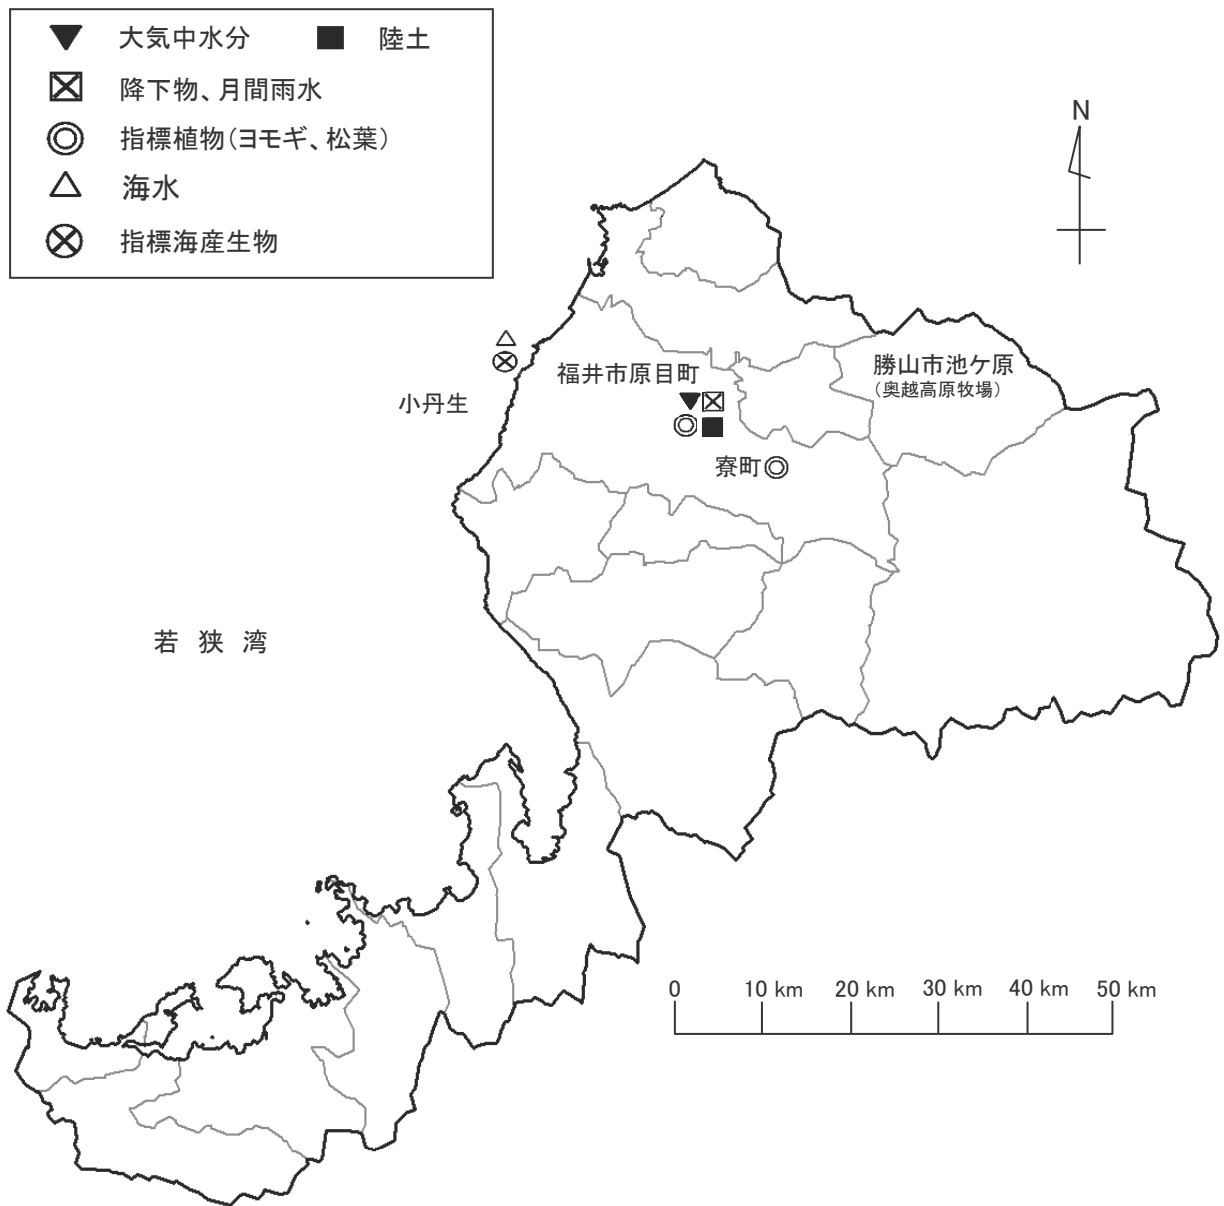 大気中水分 陸土
降下物、月間雨水
指標植物(ヨモギ、松葉)
海水
指標海産生物
N
勝山市池ケ原
(奥越高原牧場)
福井市原目町
小丹生
寮町
若狭湾
0 10 km 20 km 30 km 40 km 50 km